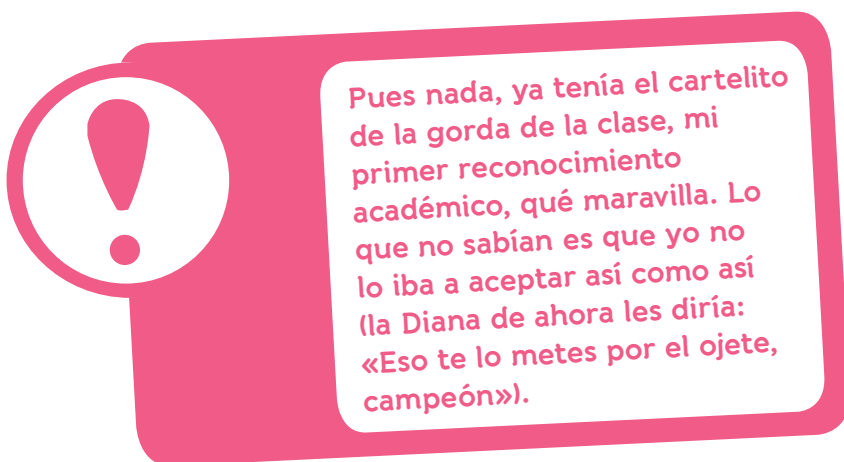 Pues nada, ya tenía el cartelito
de la gorda de la clase, mi
primer reconocimiento
académico, qué maravilla. Lo
que no sabían es que yo no
lo iba a aceptar así como así
(la Diana de ahora les diría:
«Eso te lo metes por el ojete,
campeón»).